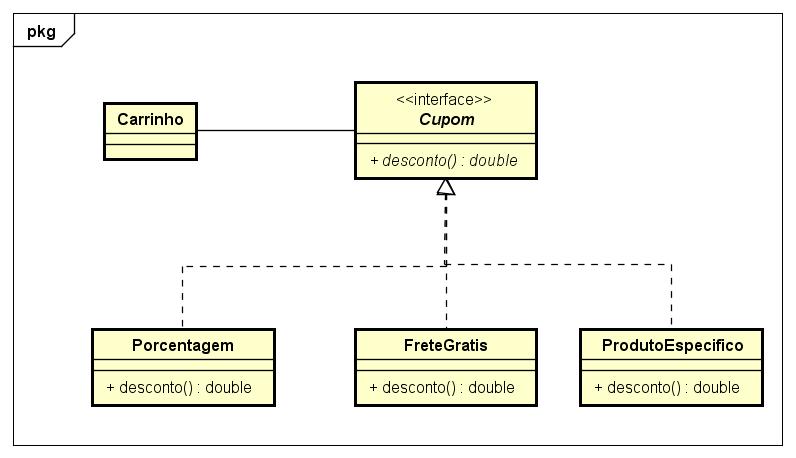 pkg
<<interface>>
Carrinho
Cupom
+ desconto() : double
Porcentagem
FreteGratis
ProdutoEspecifico
+ desconto() : double
+ desconto() : double
+ desconto() : double